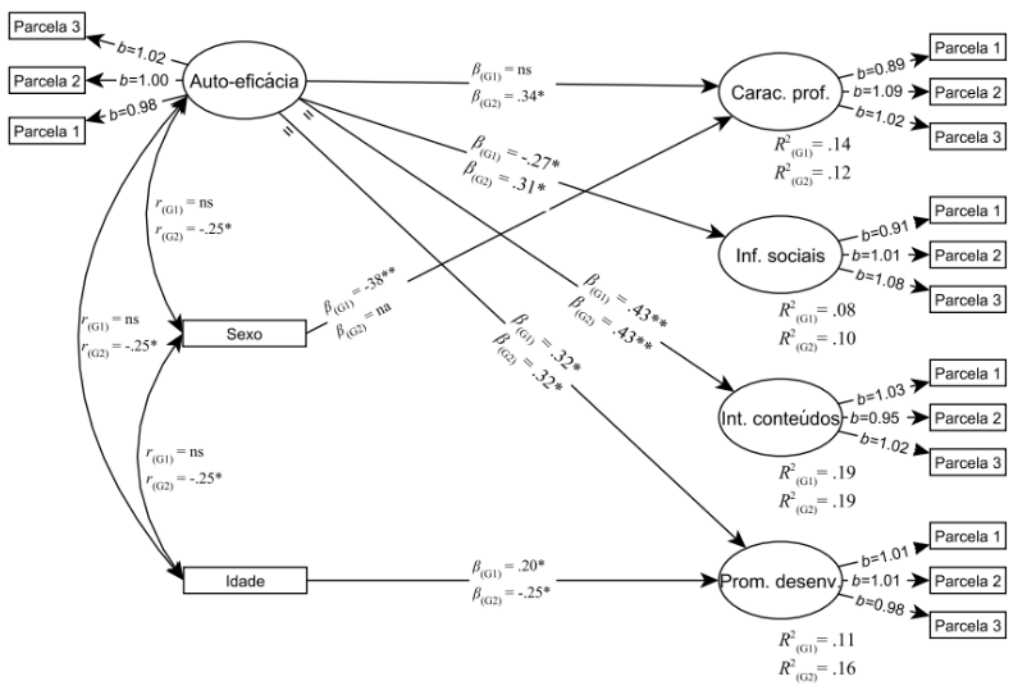 Parcela 3
Parcela 2
Parcela 1
b=1.02
b=1.00
b=0.98
Auto-eficácia
β(G1) = ns
β(G2) = .34*
Carac. prof.
b=0.89
b=1.09
b=1.02
Parcela 1
Parcela 2
Parcela 3
R²(G1)= .14
R²(G2)= .12
=
=
β(G1) = -.27*
β(G2) = .31*
r(G1) = ns
r(G2) = -.25*
Inf. sociais
b=0.91
b=1.01
b=1.08
Parcela 1
Parcela 2
Parcela 3
R²(G1)= .08
R²(G2)= .10
β(G1) = -38**
β(G2) = na
β(G1) = .43**
β(G2) = .43**
r(G1) = ns
r(G2) = -.25*
Sexo
β(G1) = .32*
β(G2) = .32*
Int. conteúdos
b=1.03
b=0.95
b=1.02
Parcela 1
Parcela 2
Parcela 3
R²(G1)= .19
R²(G2)= .19
r(G1) = ns
r(G2) = -.25*
Idade
β(G1) = .20*
β(G2) = -.25*
Prom. desenv.
b=1.01
b=1.01
b=0.98
Parcela 1
Parcela 2
Parcela 3
R²(G1)= .11
R²(G2)= .16